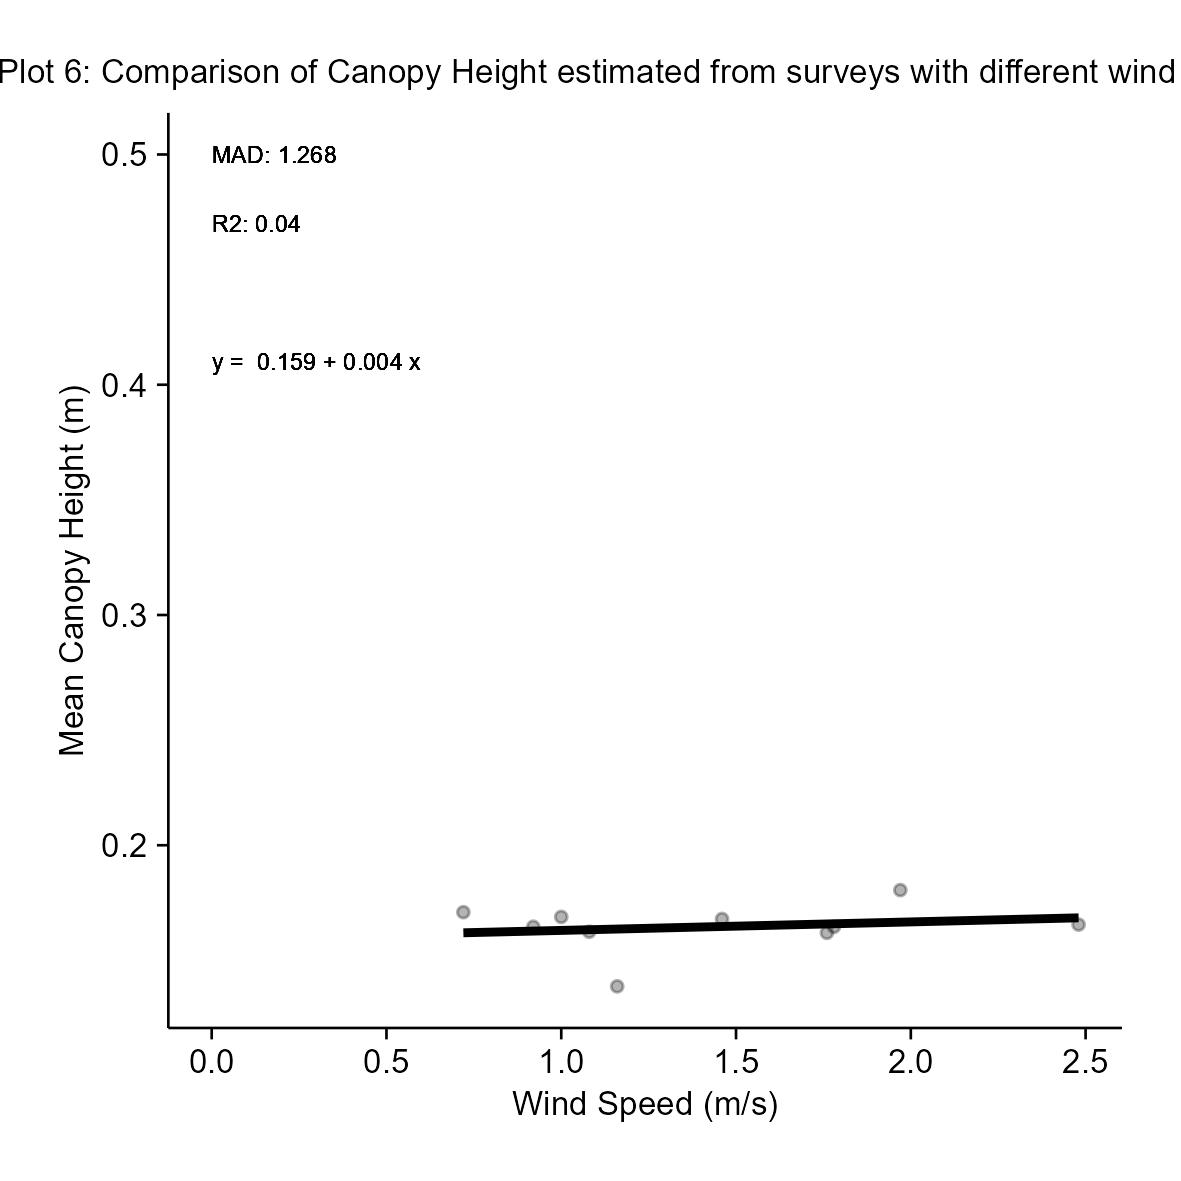 Plot 6: Comparison of Canopy Height estimated from surveys with different wind
MAD: 1.268
R2: 0.04
y =  0.159 + 0.004 x
Mean Canopy Height (m)
0.5
0.4
0.3
0.2
0.0 0.5 1.0 1.5 2.0 2.5
Wind Speed (m/s)